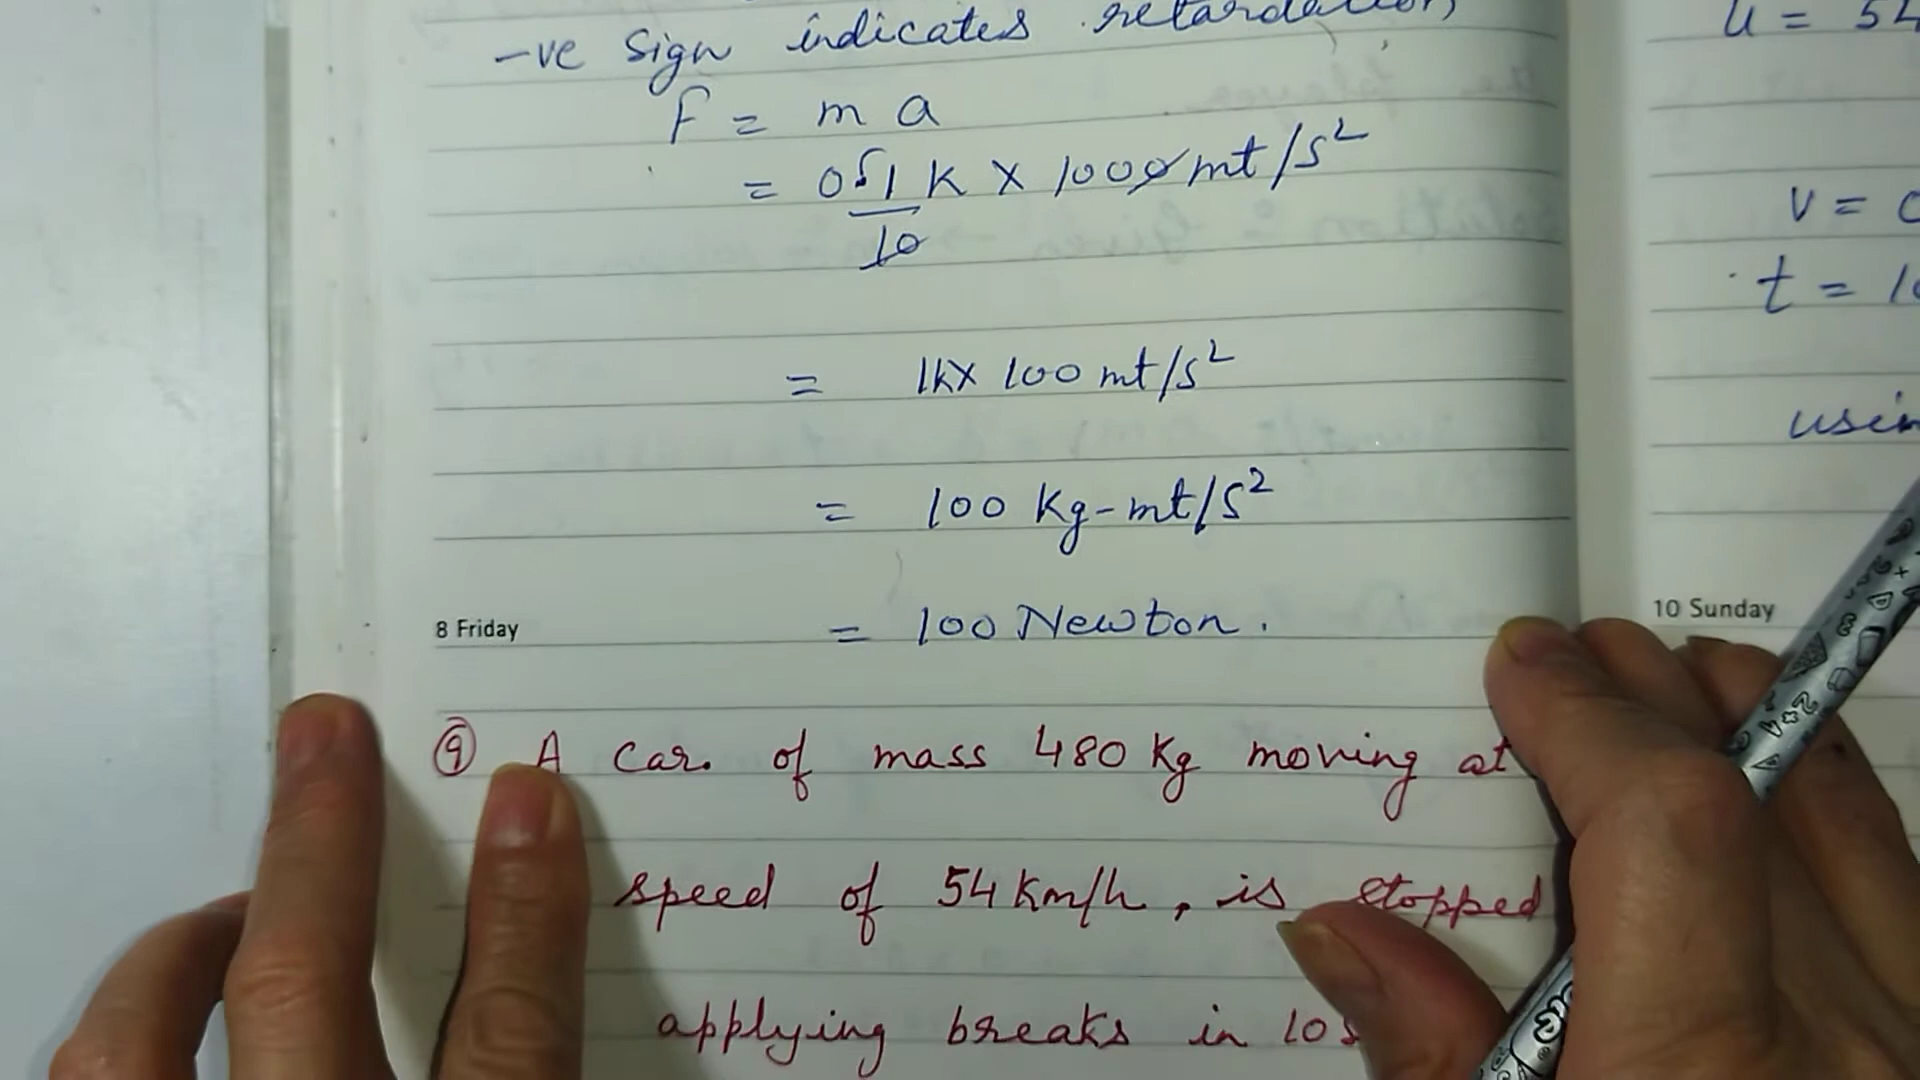 -ve sign indicates retardation,
F = m a
= 0.1 k x 1000 mt/s²
10
= 1k x 100 mt/s²
= 100 Kg-mt/s²
8 Friday
= 100 Newton.
9 A car of mass 480 Kg moving at
speed of 54 Km/h, is stopped
applying breaks in 10s
u = 54
v =
t = 10
10 Sunday